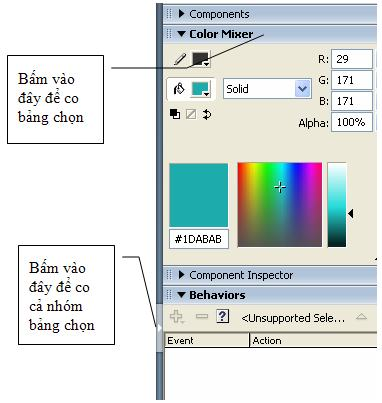 Components
Color Mixer
R: 29
G: 171
Solid
B: 171
Alpha: 100%
#1DABAB
Component Inspector
Behaviors
<Unsupported Sele...
Event Action
Bấm vào
đây để co
bảng chọn
Bấm vào
đây để co
cả nhóm
bảng chọn